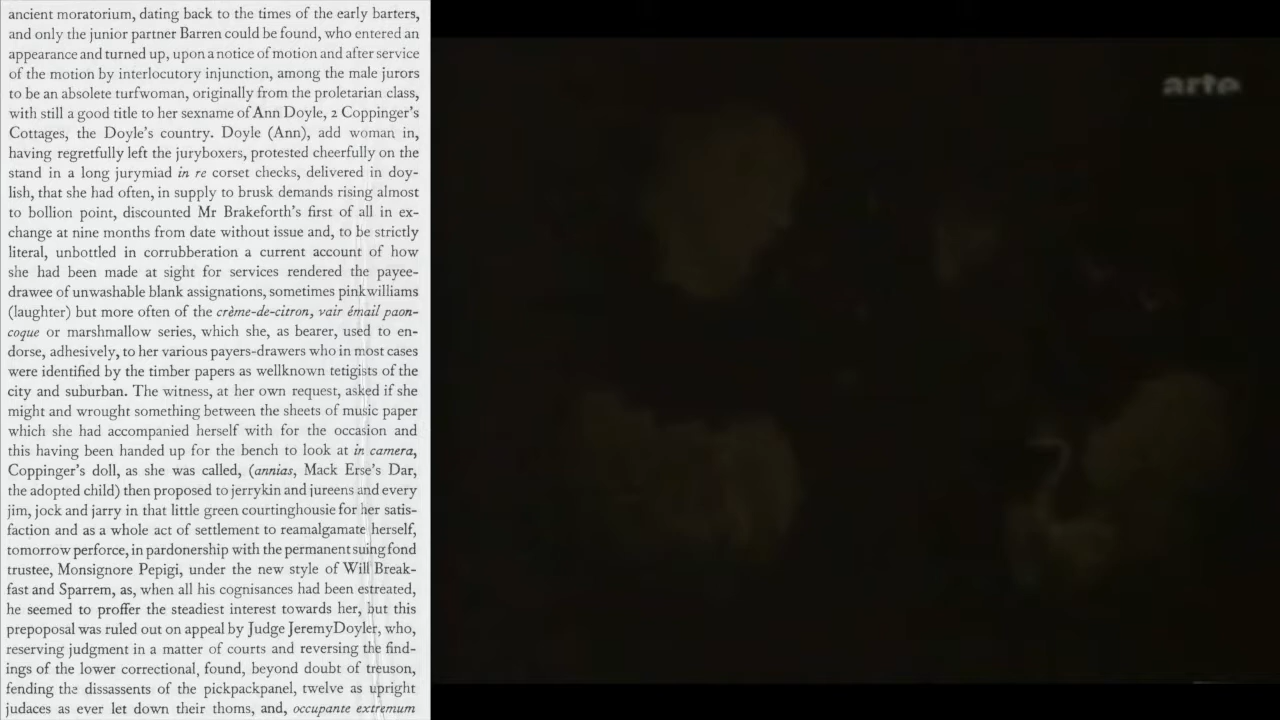 ancient moratorium, dating back to the times of the early barters,
and only the junior partner Barren could be found, who entered an
appearance and turned up, upon a notice of motion and after service
of the motion by interlocutory injunction, among the male jurors
to be an absolete turfwoman, originally from the proletarian class,
with still a good title to her sexname of Ann Doyle, 2 Coppinger's
Cottages, the Doyle's country. Doyle (Ann), add woman in,
having regretfully left the juryboxers, protested cheerfully on the
stand in a long jurymiad in re corset checks, delivered in doy-
lish, that she had often, in supply to brusk demands rising almost
to bollion point, discounted Mr Brakeforth's first of all in ex-
change at nine months from date without issue and, to be strictly
literal, unbottled in corrubberation a current account of how
she had been made at sight for services rendered the payee-
drawee of unwashable blank assignations, sometimes pinkwilliams
(laughter) but more often of the crème-de-citron, vair émail paon-
coque or marshmallow series, which she, as bearer, used to en-
dorse, adhesively, to her various payers-drawers who in most cases
were identified by the timber papers as wellknown tetigists of the
city and suburban. The witness, at her own request, asked if she
might and wrought something between the sheets of music paper
which she had accompanied herself with for the occasion and
this having been handed up for the bench to look at in camera,
Coppinger's doll, as she was called, (annias, Mack Erse's Dar,
the adopted child) then proposed to jerrykin and jureens and every
jim, jock and jarry in that little green courtinghousie for her satis-
faction and as a whole act of settlement to reamalgamate herself,
tomorrow perforce, in pardonership with the permanent suing fond
trustee, Monsignore Pepigi, under the new style of Will Break-
fast and Sparrem, as, when all his cognisances had been estreated,
he seemed to proffer the steadiest interest towards her, but this
prepoposal was ruled out on appeal by Judge JeremyDoyler, who,
reserving judgment in a matter of courts and reversing the find-
ings of the lower correctional, found, beyond doubt of treuson,
fending the dissassents of the pickpackpanel, twelve as upright
judaces as ever let down their thoms, and, occupante extremum
arte